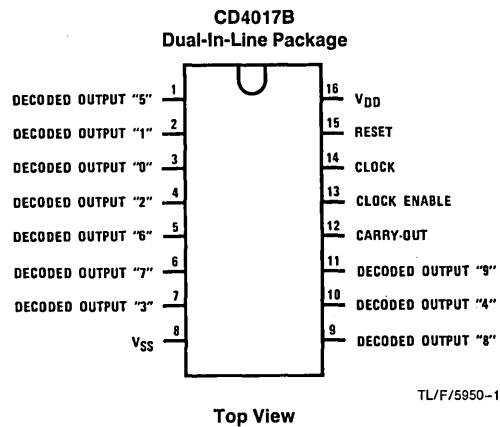 CD4017B
Dual-In-Line Package
DECODED OUTPUT "5" 1
DECODED OUTPUT "1" 2
DECODED OUTPUT "0" 3
DECODED OUTPUT "2" 4
DECODED OUTPUT "6" 5
DECODED OUTPUT "7" 6
DECODED OUTPUT "3" 7
VSS 8
16 VDD
15 RESET
14 CLOCK
13 CLOCK ENABLE
12 CARRY-OUT
11 DECODED OUTPUT "9"
10 DECODED OUTPUT "4"
9 DECODED OUTPUT "8"
TL/F/5950-1
Top View